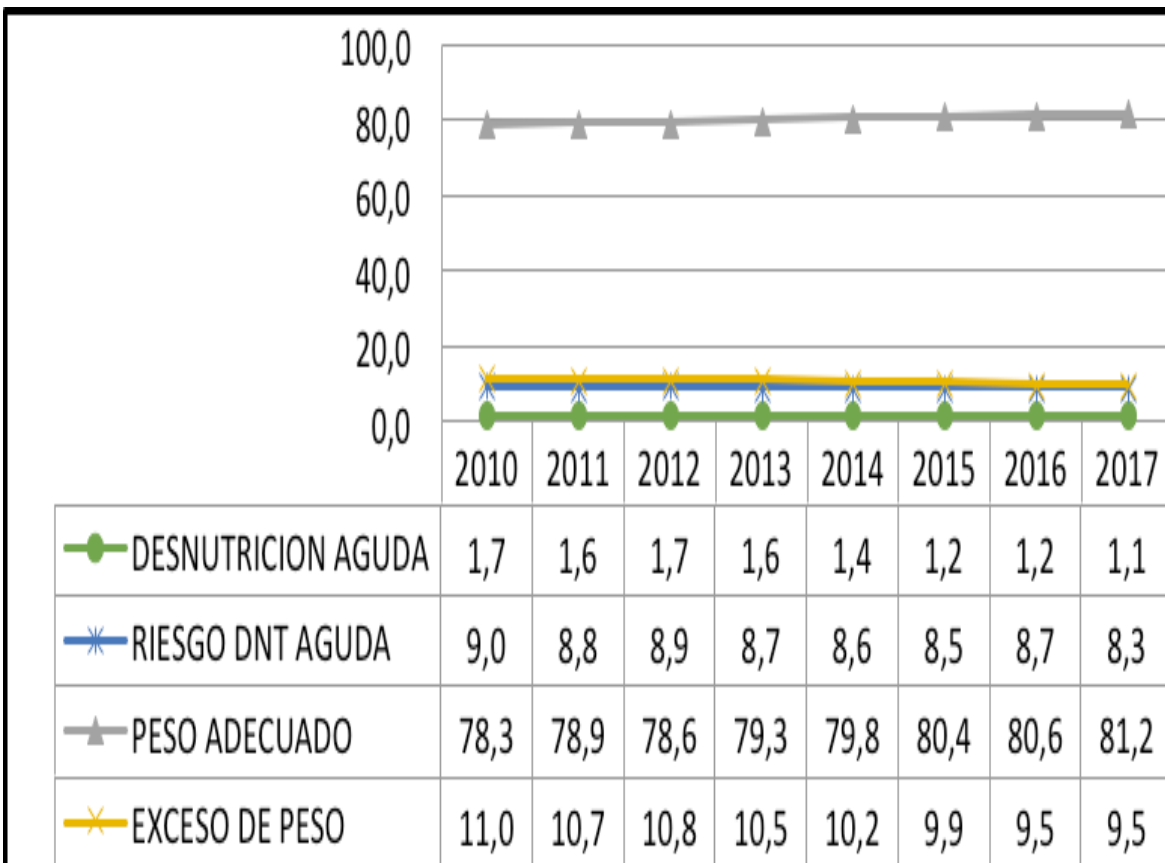 100,0
80,0
60,0
40,0
20,0
0,0
2010 2011 2012 2013 2014 2015 2016 2017
DESNUTRICION AGUDA 1,7 1,6 1,7 1,6 1,4 1,2 1,2 1,1
RIESGO DNT AGUDA 9,0 8,8 8,9 8,7 8,6 8,5 8,7 8,3
PESO ADECUADO 78,3 78,9 78,6 79,3 79,8 80,4 80,6 81,2
EXCESO DE PESO 11,0 10,7 10,8 10,5 10,2 9,9 9,5 9,5